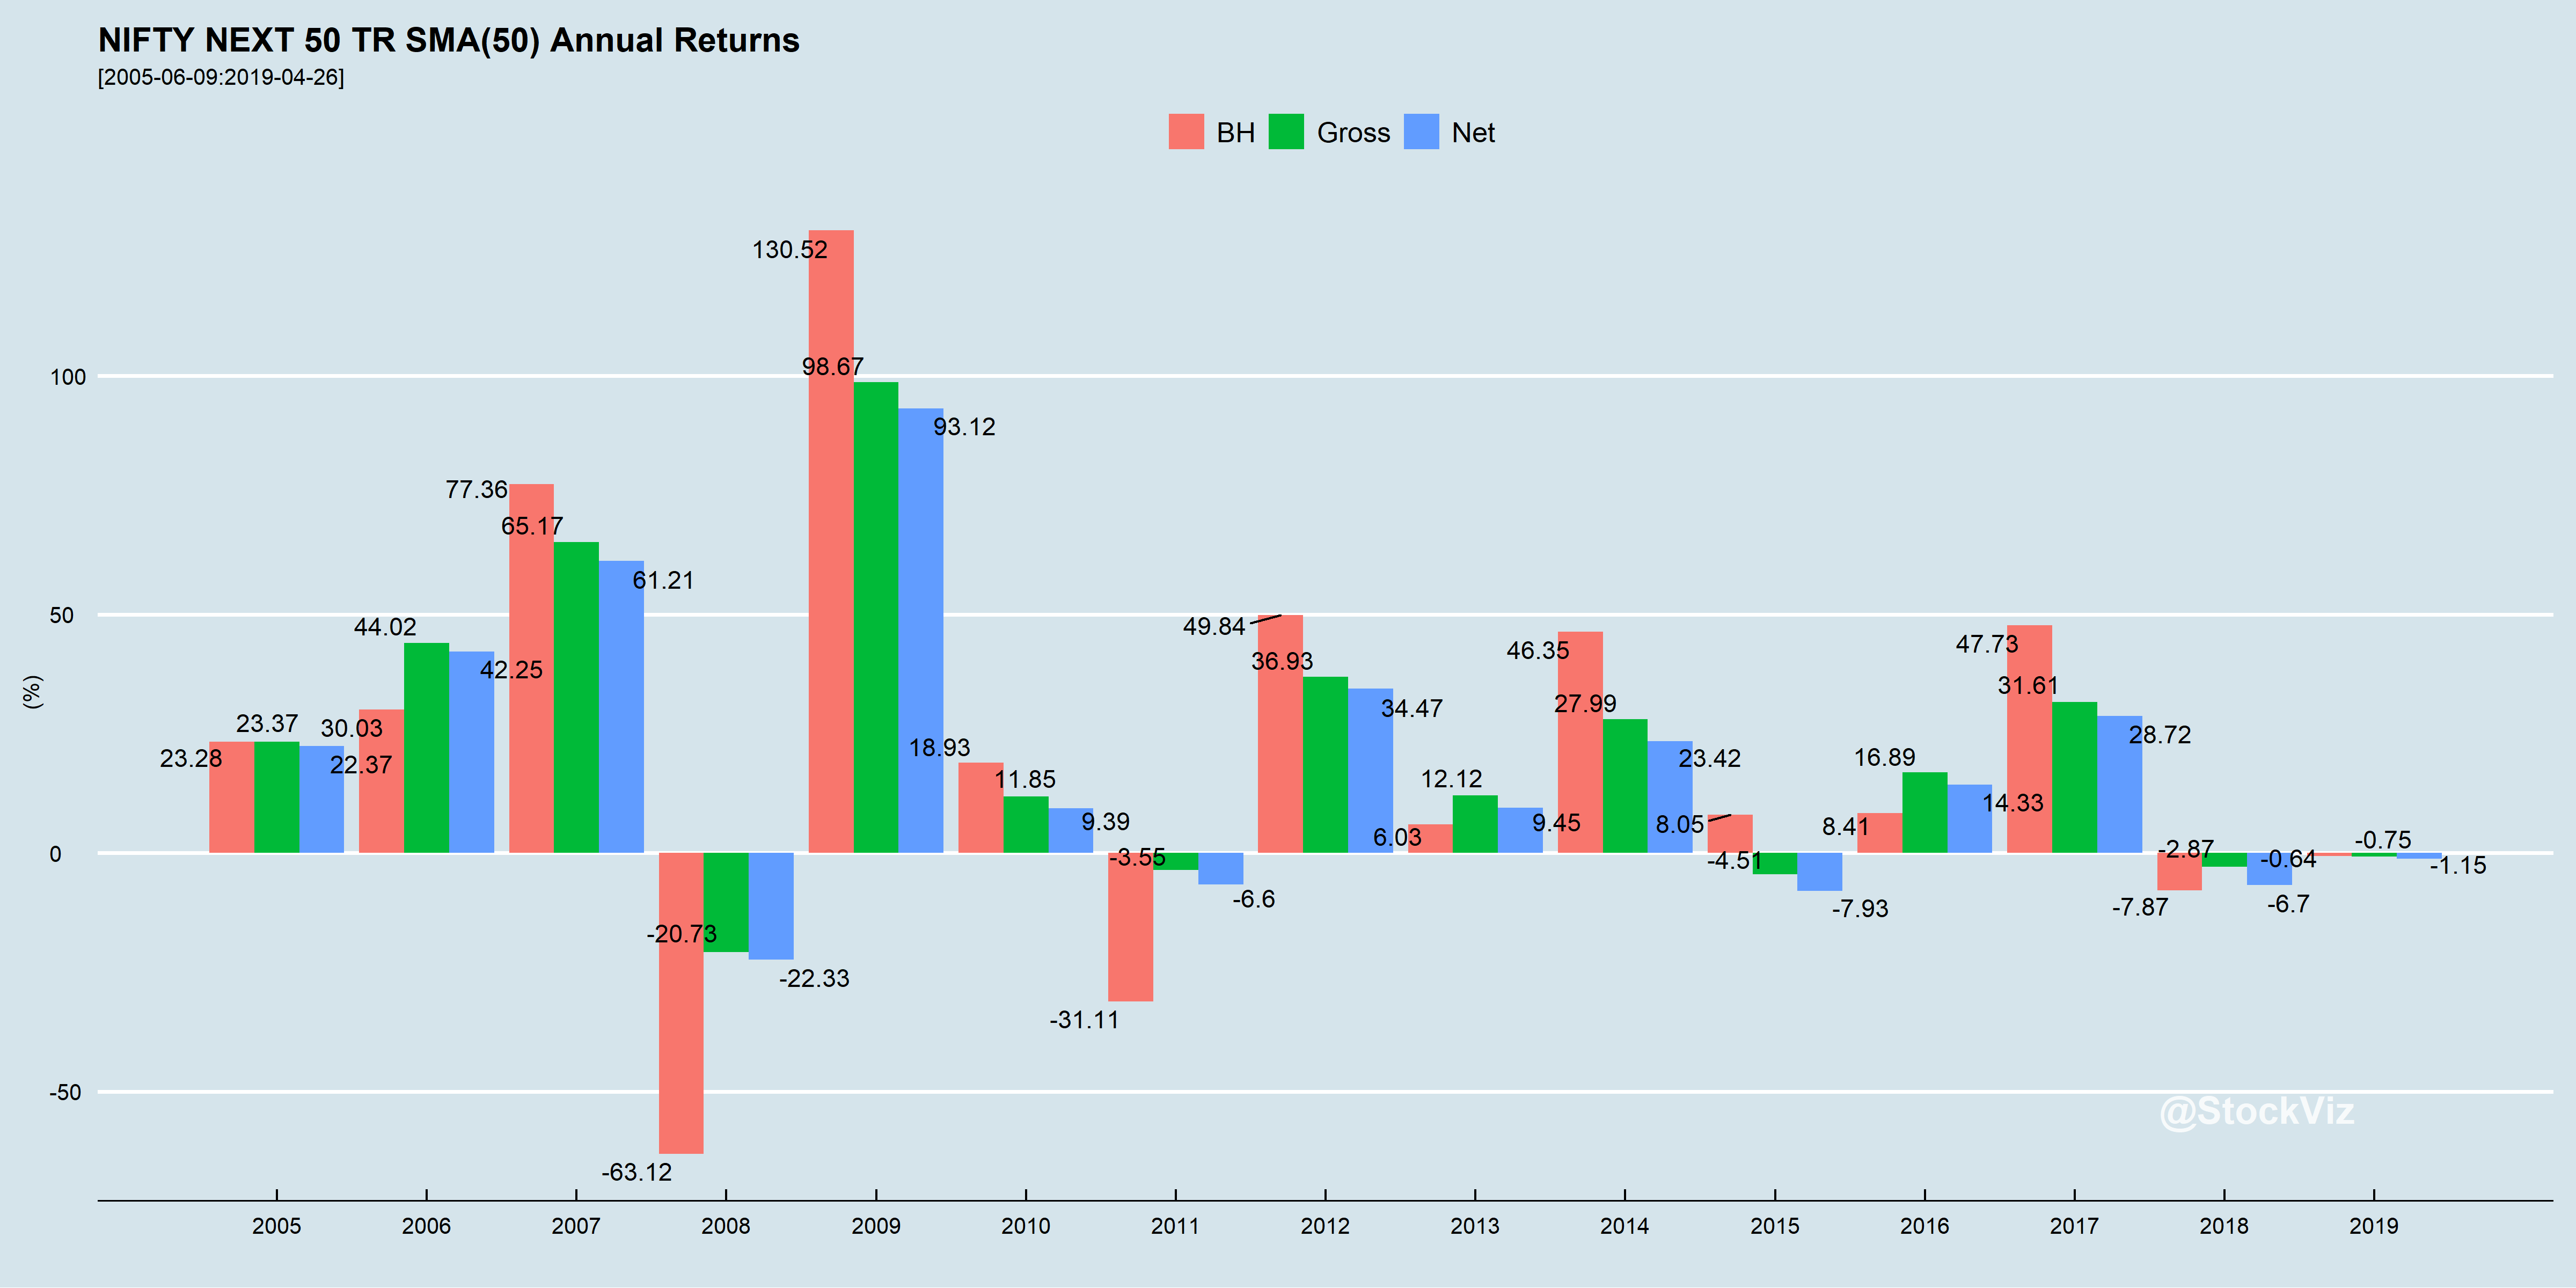 NIFTY NEXT 50 TR SMA(50) Annual Returns
[2005-06-09:2019-04-26]
BH Gross Net
(%)
100
50
0
-50
23.28 23.37 22.37
30.03 44.02 42.25
77.36 65.17 61.21
-63.12 -20.73 -22.33
130.52 98.67 93.12
18.93 11.85 9.39
-31.11 -3.55 -6.6
49.84 36.93 34.47
6.03 12.12 9.45
46.35 27.99 23.42
8.05 -4.51 -7.93
8.41 16.89 14.33
47.73 31.61 28.72
-7.87 -2.87 -6.7
-0.64 -0.75 -1.15
@StockViz
2005 2006 2007 2008 2009 2010 2011 2012 2013 2014 2015 2016 2017 2018 2019